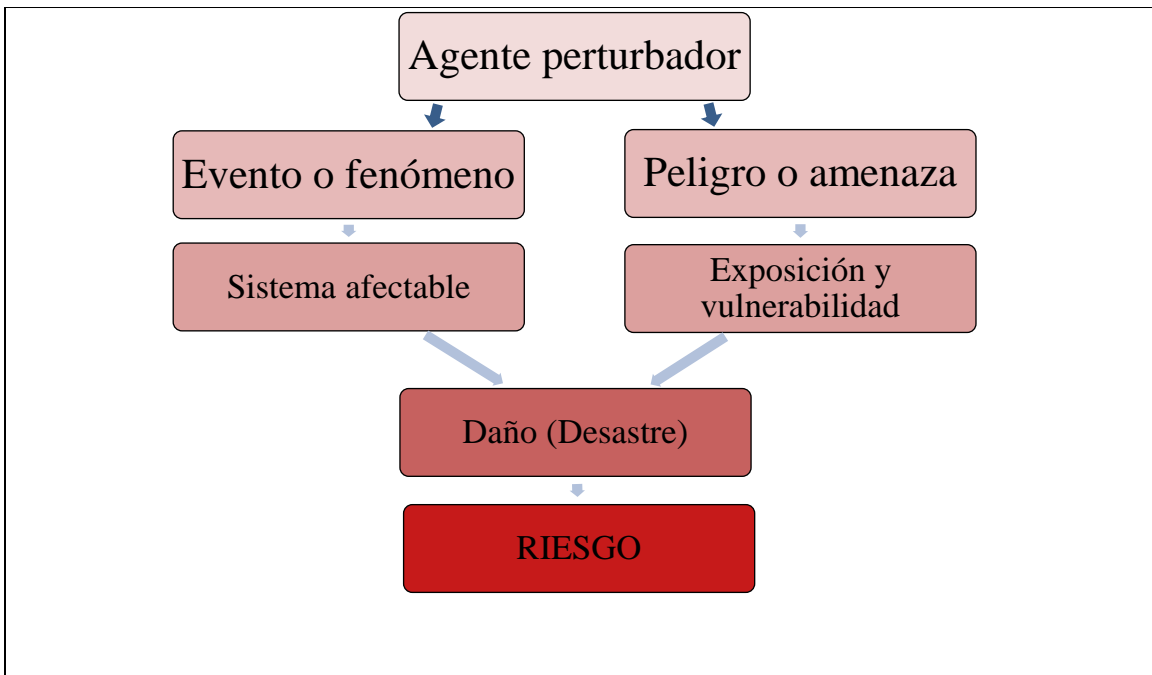 Agente perturbador
Evento o fenómeno
Peligro o amenaza
Sistema afectable
Exposición y
vulnerabilidad
Daño (Desastre)
RIESGO